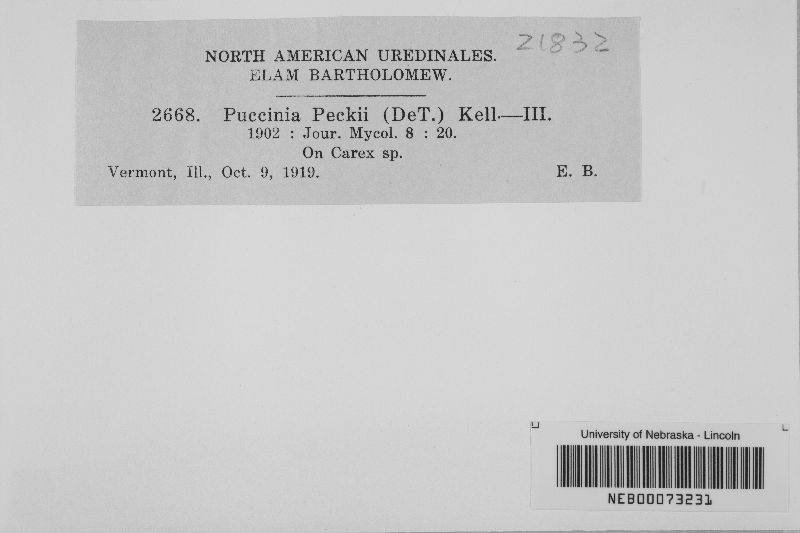 21832
NORTH AMERICAN UREDINALES.
ELAM BARTHOLOMEW.
2668. Puccinia Peckii (DeT.) Kell.—III.
1902 : Jour. Mycol. 8 : 20.
On Carex sp.
Vermont, Ill., Oct. 9, 1919. E. B.
University of Nebraska - Lincoln
NEB00073231